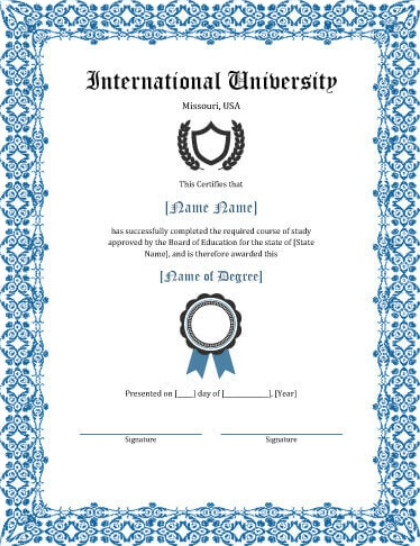 International University
Missouri, USA
This Certifies that
[Name Name]
has successfully completed the required course of study
approved by the Board of Education for the state of [State
Name], and is therefore awarded this
[Name of Degree]
Presented on [____] day of [___________], [Year]
Signature Signature